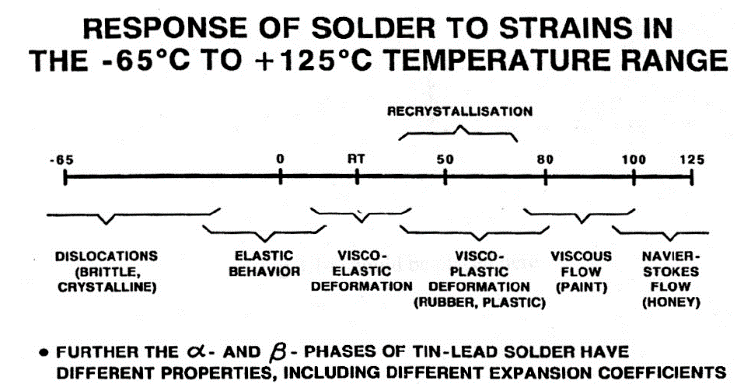 RESPONSE OF SOLDER TO STRAINS IN
THE -65°C TO +125°C TEMPERATURE RANGE
RECRYSTALLISATION
-65 0 RT 50 80 100 125
DISLOCATIONS
(BRITTLE,
CRYSTALLINE)
ELASTIC
BEHAVIOR
VISCO-
ELASTIC
DEFORMATION
VISCO-
PLASTIC
DEFORMATION
(RUBBER, PLASTIC)
VISCOUS
FLOW
(PAINT)
NAVIER-
STOKES
FLOW
(HONEY)
• FURTHER THE α- AND β- PHASES OF TIN-LEAD SOLDER HAVE
DIFFERENT PROPERTIES, INCLUDING DIFFERENT EXPANSION COEFFICIENTS